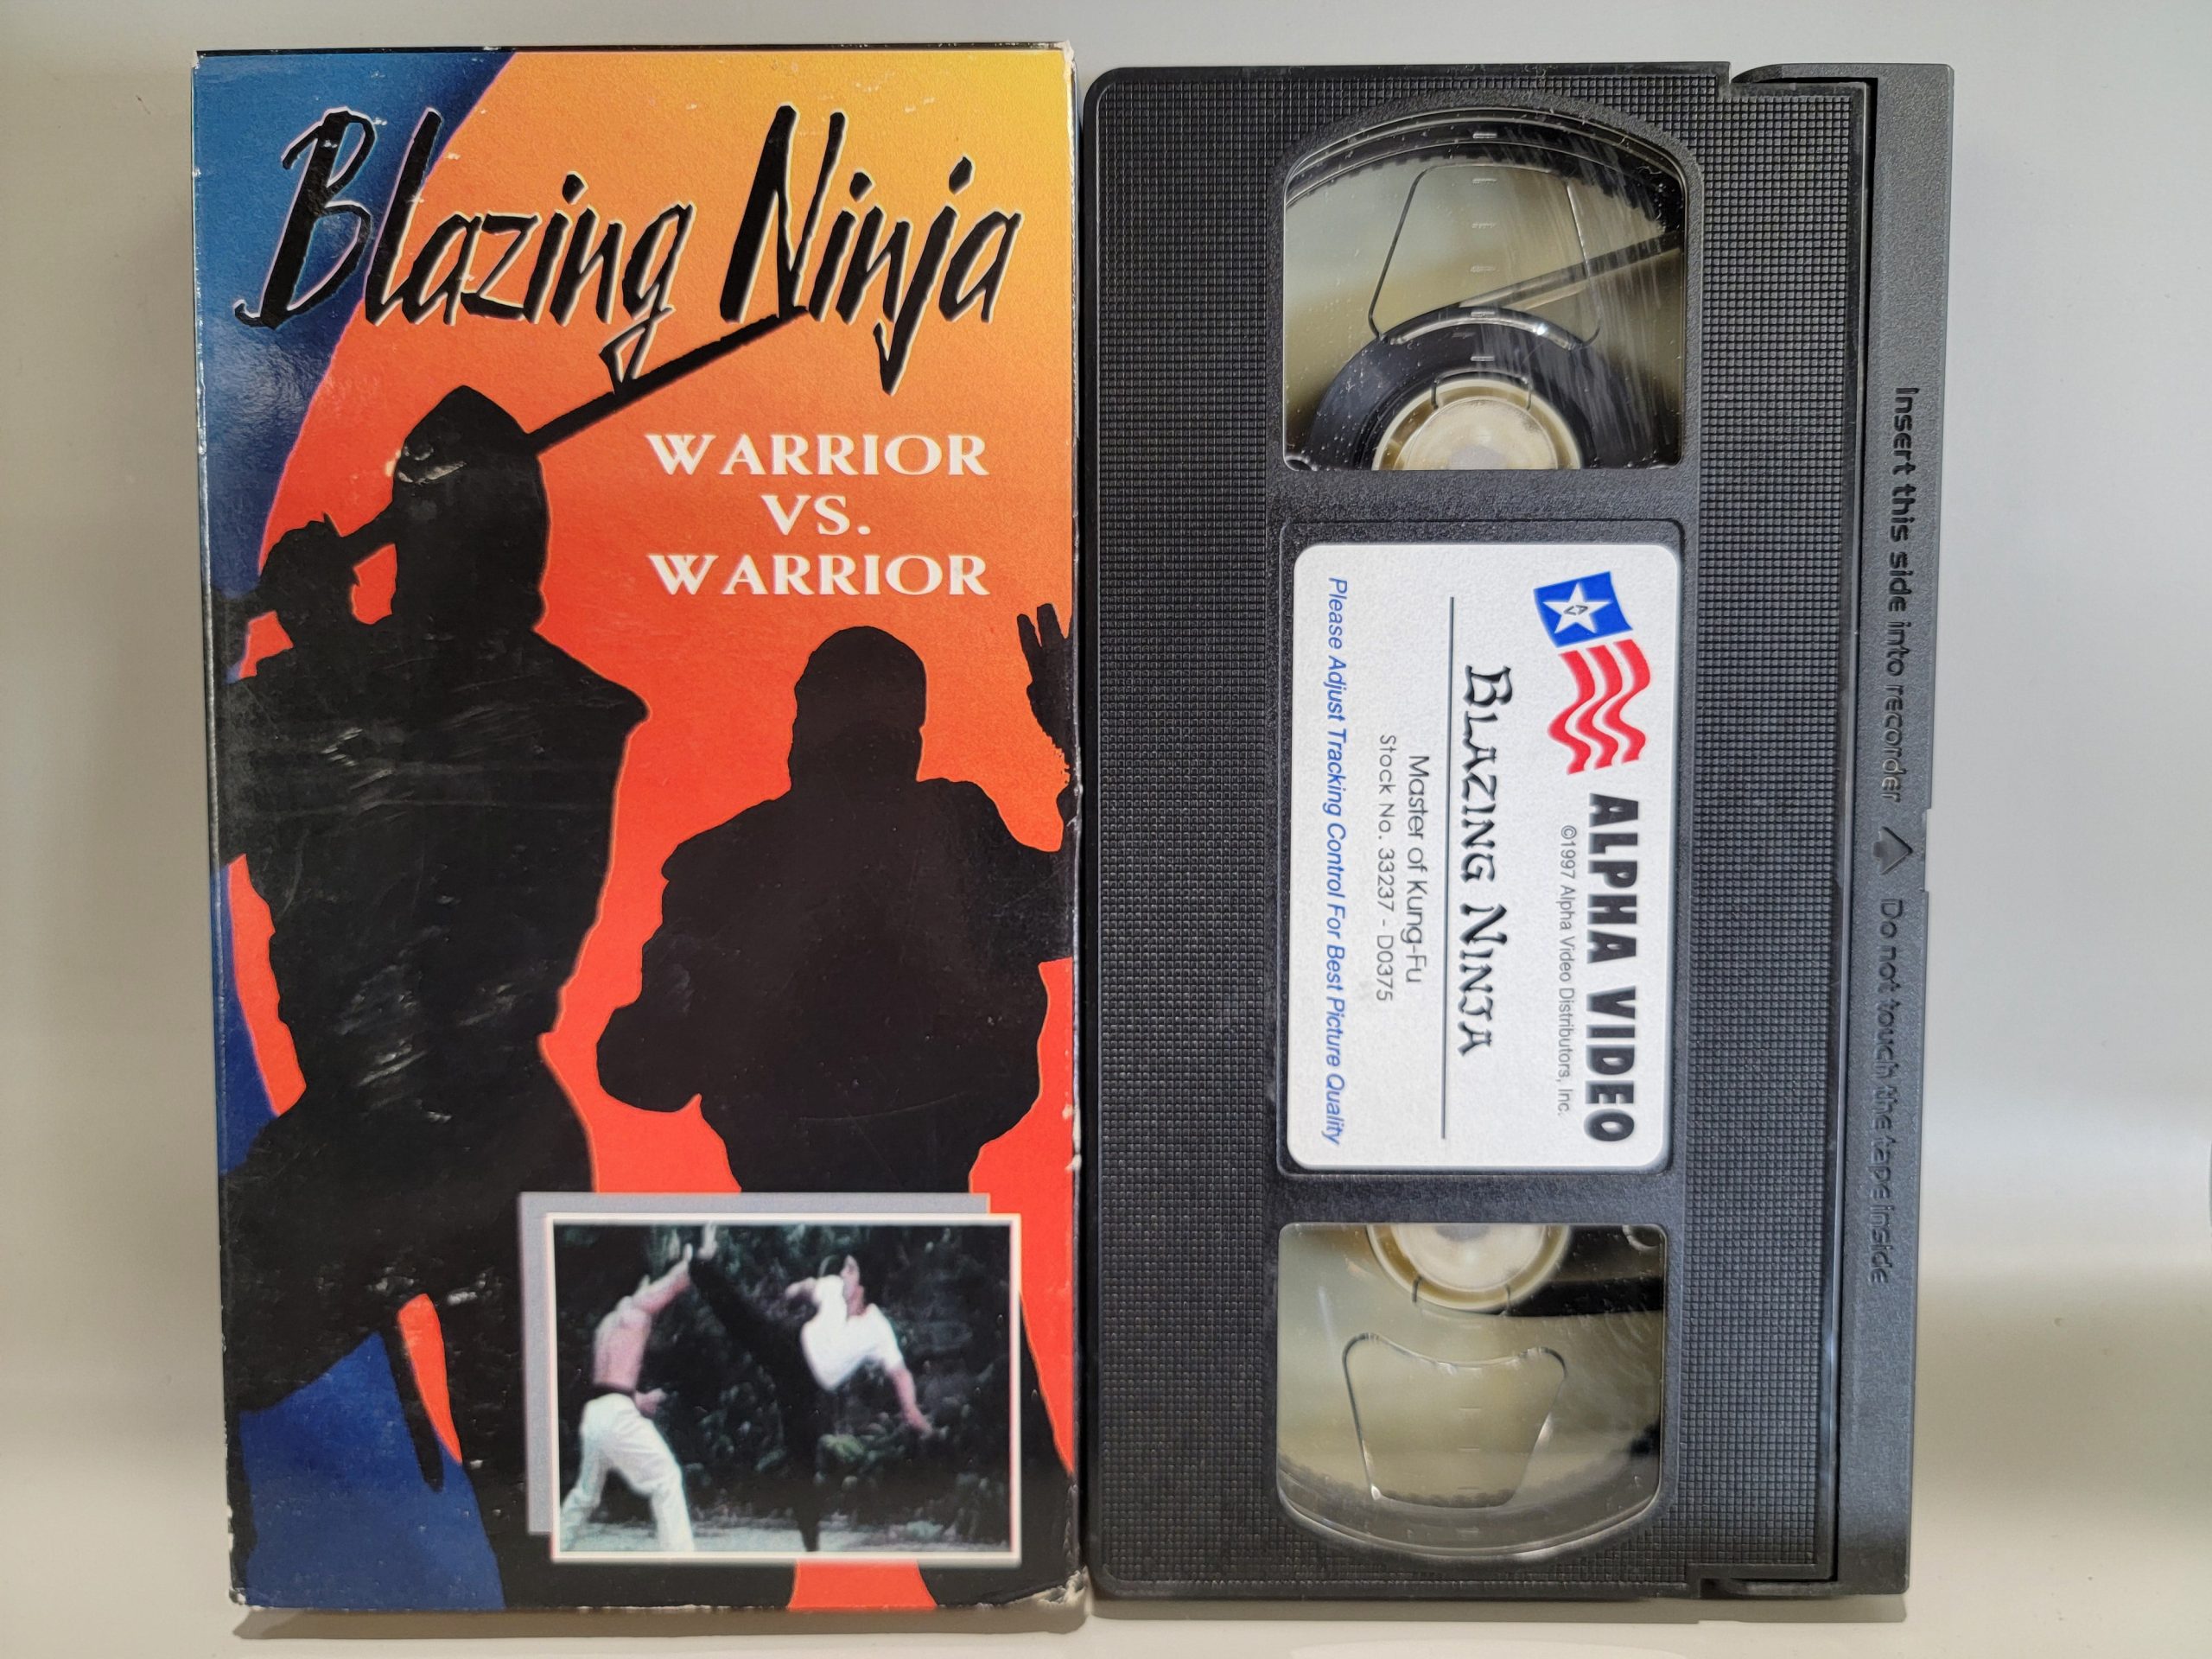 Blazing Ninja
WARRIOR
VS.
WARRIOR
ALPHA VIDEO
©1997 Alpha Video Distributors, Inc.
BLAZING NINJA
Master of Kung-Fu
Stock No. 33237 - D0375
Please Adjust Tracking Control For Best Picture Quality
Insert this side into recorder Do not touch the tape inside